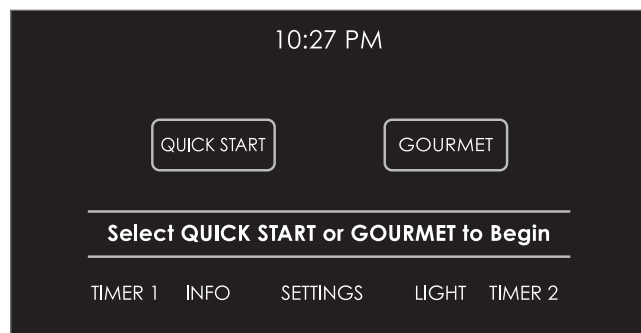 10:27 PM
QUICK START GOURMET
Select QUICK START or GOURMET to Begin
TIMER 1 INFO SETTINGS LIGHT TIMER 2